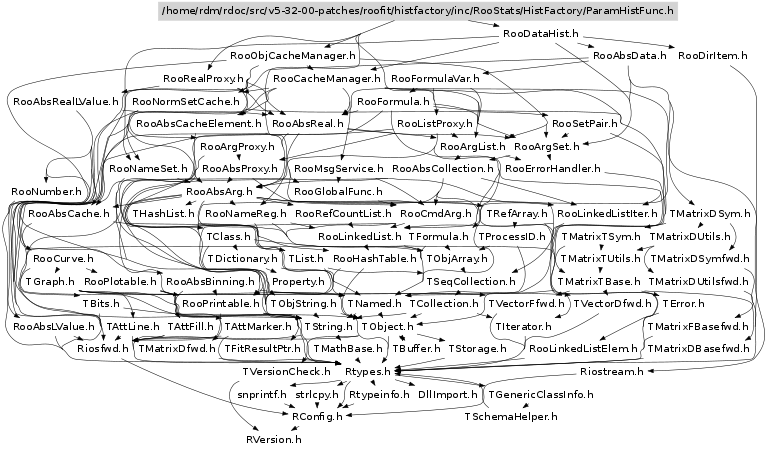 /home/rdm/rdoc/src/v5-32-00-patches/roofit/histfactory/inc/RooStats/HistFactory/ParamHistFunc.h
RooDataHist.h
RooObjCacheManager.h RooAbsData.h RooDirItem.h
RooRealProxy.h RooCacheManager.h RooFormulaVar.h
RooAbsRealLValue.h RooNormSetCache.h RooFormula.h
RooAbsCacheElement.h RooAbsReal.h RooListProxy.h RooSetPair.h
RooArgProxy.h RooArgList.h RooArgSet.h
RooNameSet.h RooAbsProxy.h RooMsgService.h RooAbsCollection.h RooErrorHandler.h
RooNumber.h RooAbsArg.h RooGlobalFunc.h
RooAbsCache.h THashList.h RooNameReg.h RooRefCountList.h RooCmdArg.h TRefArray.h RooLinkedListIter.h TMatrixDSym.h
TClass.h RooLinkedList.h TFormula.h TProcessID.h TMatrixTSym.h TMatrixDUtils.h
RooCurve.h TDictionary.h TList.h RooHashTable.h TObjArray.h TMatrixTUtils.h TMatrixDSymfwd.h
TGraph.h RooPlotable.h RooAbsBinning.h Property.h TSeqCollection.h TMatrixTBase.h TMatrixDUtilsfwd.h
TBits.h RooPrintable.h TObjString.h TNamed.h TCollection.h TVectorFfwd.h TVectorDfwd.h TError.h
RooAbsLValue.h TAttLine.h TAttFill.h TAttMarker.h TString.h TObject.h TIterator.h TMatrixFBasefwd.h
Riosfwd.h TMatrixDfwd.h TFitResultPtr.h TMathBase.h TBuffer.h TStorage.h RooLinkedListElem.h TMatrixDBasefwd.h
TVersionCheck.h Rtypes.h Riostream.h
snprintf.h strlcpy.h Rtypeinfo.h DllImport.h TGenericClassInfo.h
RConfig.h TSchemaHelper.h
RVersion.h